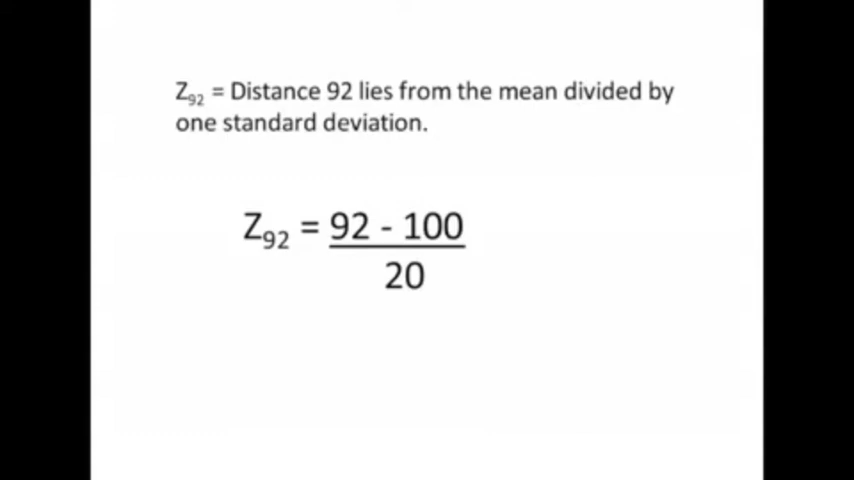 Z₉₂ = Distance 92 lies from the mean divided by
one standard deviation.
Z₉₂ = 92 - 100
20